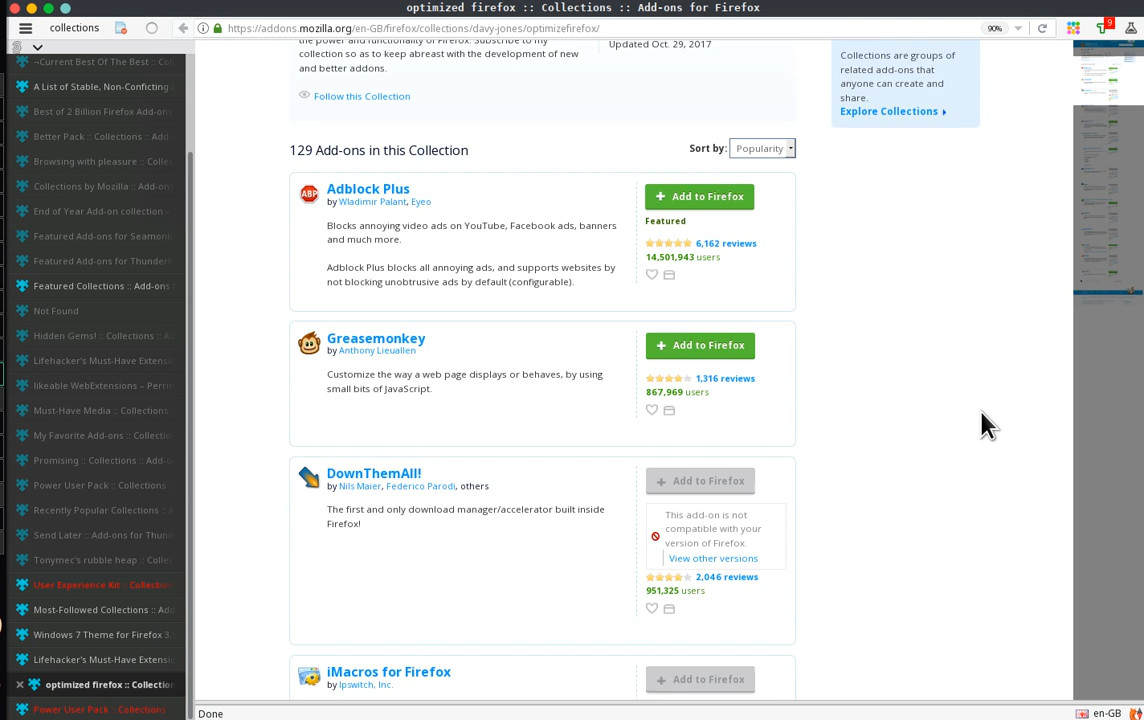 optimized firefox :: Collections :: Add-ons for Firefox
collections
https://addons.mozilla.org/en-GB/firefox/collections/davy-jones/optimizefirefox/
90%
9
¬Current Best Of The Best :: Coll
A List of Stable, Non-Conficting
Best of 2 Billion Firefox Add-ons
Better Pack :: Collections :: Add-
Browsing with pleasure :: Colle
Collections by Mozilla :: Add-on
End of Year Add-on collection -
Featured Add-ons for Seamonk
Featured Add-ons for Thunder
Featured Collections :: Add-ons
Not Found
Hidden Gems! :: Collections :: A
Lifehacker's Must-Have Extensi
likeable WebExtensions – Perrin
Must-Have Media :: Collections
My Favorite Add-ons :: Collectio
Promising :: Collections :: Add-o
Power User Pack :: Collections
Recently Popular Collections :: A
Send Later :: Add-ons for Thun
Tonymec's rubble heap :: Colle
User Experience Kit :: Collection
Most-Followed Collections :: Ad
Windows 7 Theme for Firefox 3.
Lifehacker's Must-Have Extensi
optimized firefox :: Collection
Power User Pack :: Collections
the power and functionality of Firefox. Subscribe to my
collection so as to keep abreast with the development of new
and better addons.
Updated Oct. 29, 2017
Follow this Collection
Collections are groups of
related add-ons that
anyone can create and
share.
Explore Collections
129 Add-ons in this Collection
Sort by: Popularity
ABP
Adblock Plus
by Wladimir Palant, Eyeo
Blocks annoying video ads on YouTube, Facebook ads, banners
and much more.
Adblock Plus blocks all annoying ads, and supports websites by
not blocking unobtrusive ads by default (configurable).
+ Add to Firefox
Featured
6,162 reviews
14,501,943 users
Greasemonkey
by Anthony Lieuallen
Customize the way a web page displays or behaves, by using
small bits of JavaScript.
+ Add to Firefox
1,316 reviews
867,969 users
DownThemAll!
by Nils Maier, Federico Parodi, others
The first and only download manager/accelerator built inside
Firefox!
+ Add to Firefox
This add-on is not
compatible with your
version of Firefox.
View other versions
2,046 reviews
951,325 users
iMacros for Firefox
by Ipswitch, Inc.
+ Add to Firefox
Done
en-GB